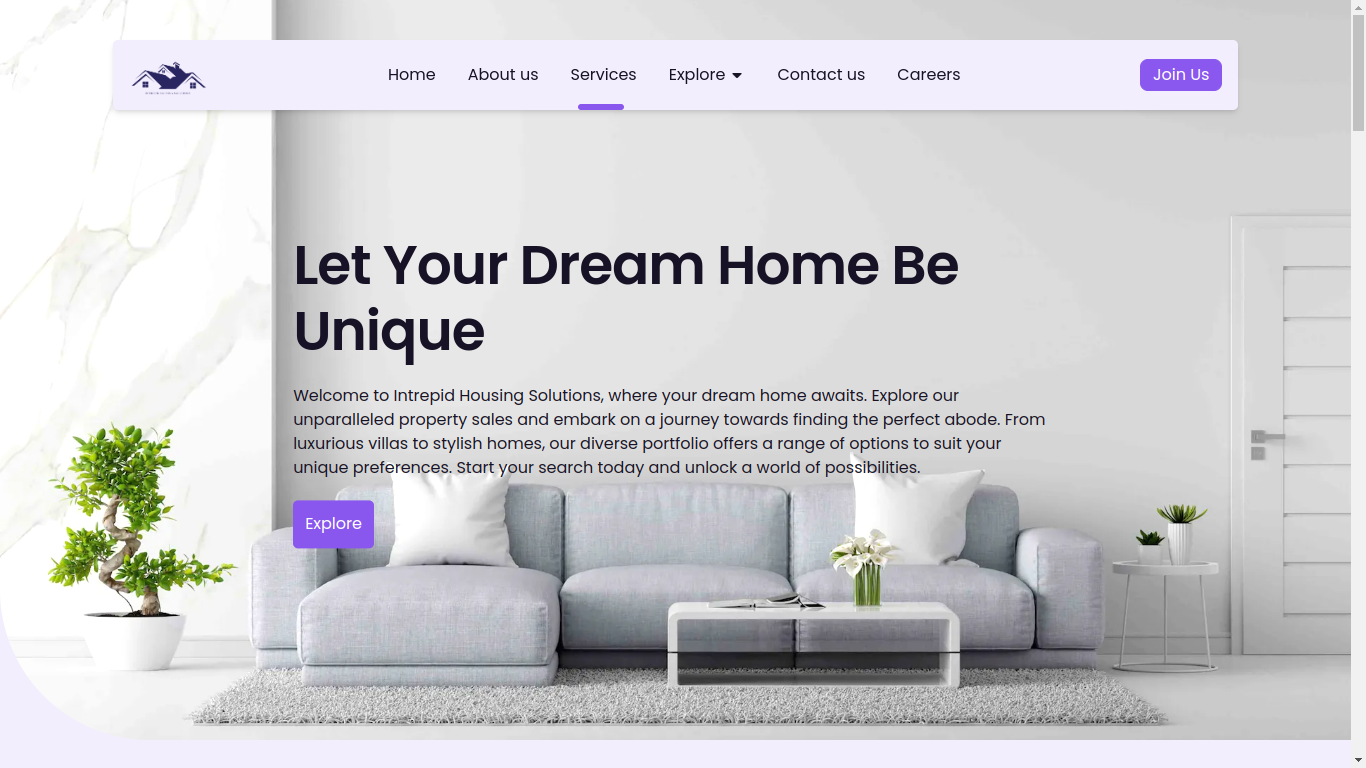 Home
About us
Services
Explore
Contact us
Careers
Join Us
Let Your Dream Home Be
Unique
Welcome to Intrepid Housing Solutions, where your dream home awaits. Explore our
unparalleled property sales and embark on a journey towards finding the perfect abode. From
luxurious villas to stylish homes, our diverse portfolio offers a range of options to suit your
unique preferences. Start your search today and unlock a world of possibilities.
Explore